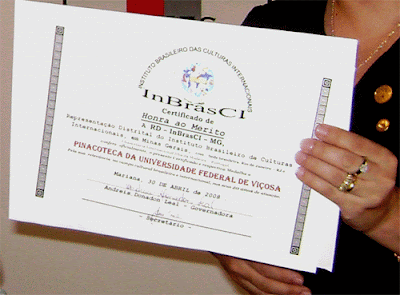 INSTITUTO BRASILEIRO DAS CULTURAS INTERNACIONAIS
InBrasCI
Certificado de
Honra ao Mérito
A RD - InBrasCI - MG,
Representação Distrital do Instituto Brasileiro de Culturas
Internacionais, em Minas Gerais
PINACOTECA DA UNIVERSIDADE FEDERAL DE VIÇOSA
Mariana, 30 DE ABRIL de 2008
Andreia Donadon Leal - Governadora
- Secretário -